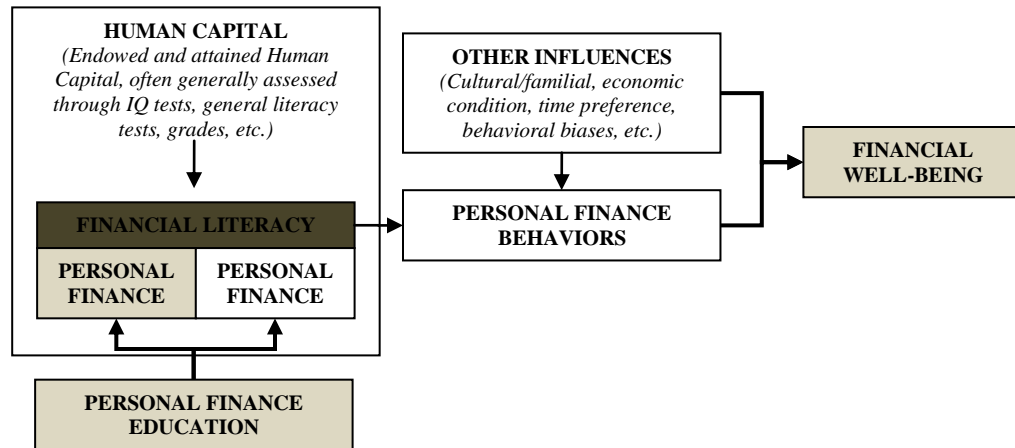 HUMAN CAPITAL
(Endowed and attained Human
Capital, often generally assessed
through IQ tests, general literacy
tests, grades, etc.)
FINANCIAL LITERACY
PERSONAL
FINANCE
PERSONAL
FINANCE
PERSONAL FINANCE
EDUCATION
OTHER INFLUENCES
(Cultural/familial, economic
condition, time preference,
behavioral biases, etc.)
PERSONAL FINANCE
BEHAVIORS
FINANCIAL
WELL-BEING